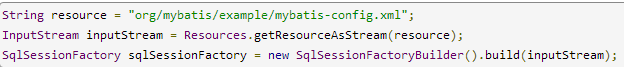 String resource = "org/mybatis/example/mybatis-config.xml";
InputStream inputStream = Resources.getResourceAsStream(resource);
SqlSessionFactory sqlSessionFactory = new SqlSessionFactoryBuilder().build(inputStream);